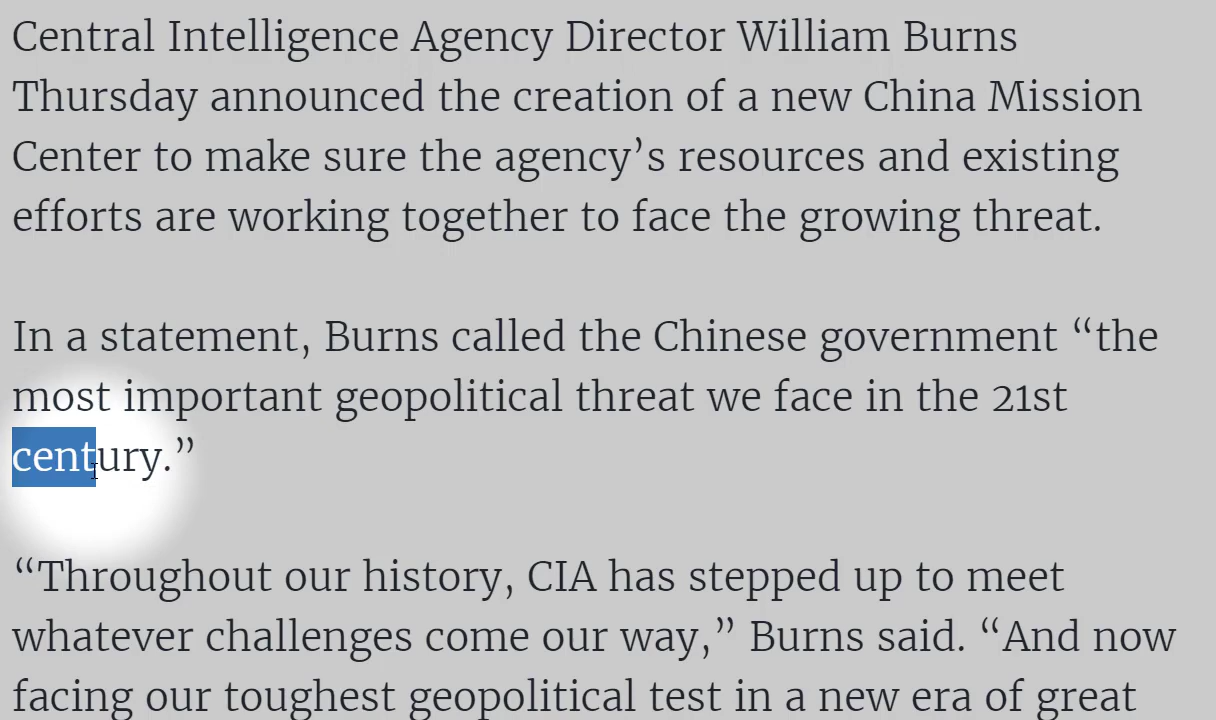 Central Intelligence Agency Director William Burns
Thursday announced the creation of a new China Mission
Center to make sure the agency’s resources and existing
efforts are working together to face the growing threat.
In a statement, Burns called the Chinese government “the
most important geopolitical threat we face in the 21st
century.”
“Throughout our history, CIA has stepped up to meet
whatever challenges come our way,” Burns said. “And now
facing our toughest geopolitical test in a new era of great